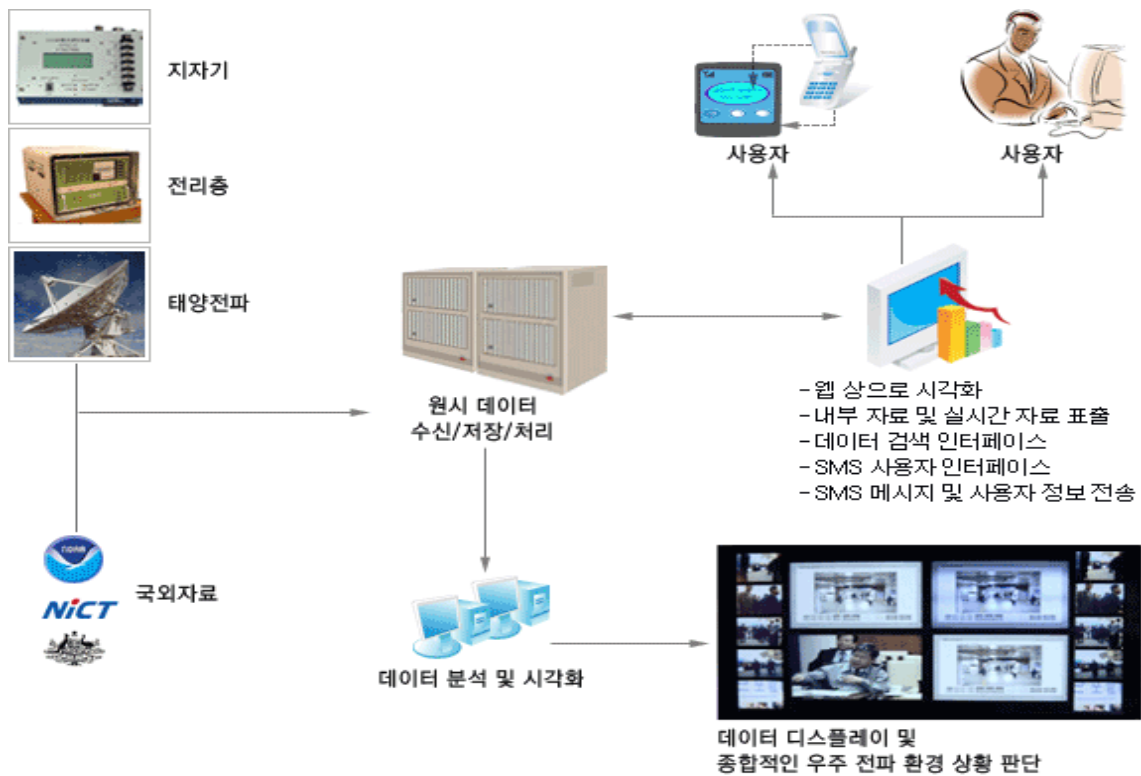 지자기
전리층
태양전파
국외자료
NOAA
NiCT
원시 데이터
수신/저장/처리
데이터 분석 및 시각화
사용자
사용자
- 웹 상으로 시각화
- 내부 자료 및 실시간 자료 표출
- 데이터 검색 인터페이스
- SMS 사용자 인터페이스
- SMS 메시지 및 사용자 정보 전송
데이터 디스플레이 및
종합적인 우주 전파 환경 상황 판단